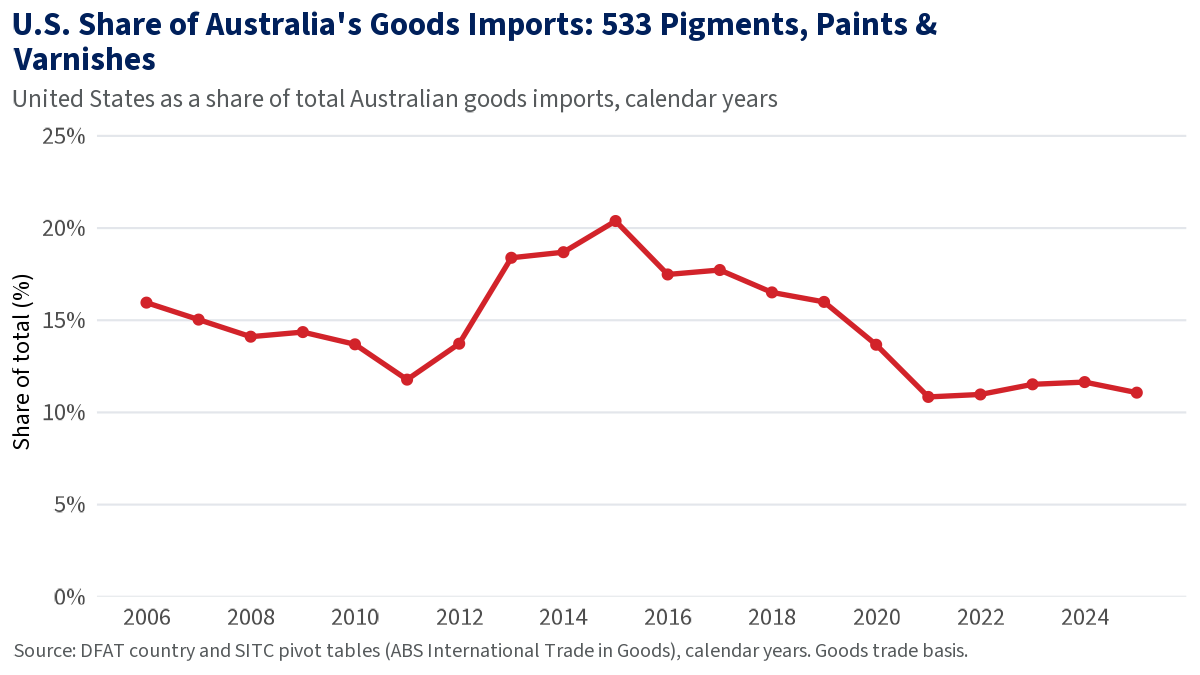 U.S. Share of Australia's Goods Imports: 533 Pigments, Paints &
Varnishes
United States as a share of total Australian goods imports, calendar years
Share of total (%)
25%
20%
15%
10%
5%
0%
2006 2008 2010 2012 2014 2016 2018 2020 2022 2024
Source: DFAT country and SITC pivot tables (ABS International Trade in Goods), calendar years. Goods trade basis.